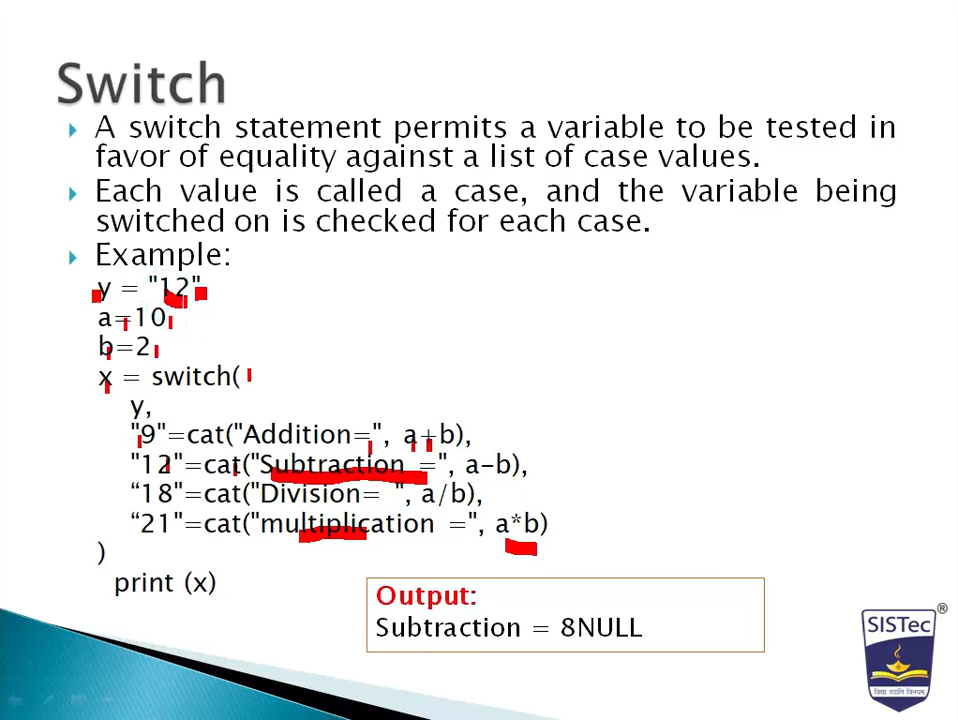 Switch
A switch statement permits a variable to be tested in
favor of equality against a list of case values.
Each value is called a case, and the variable being
switched on is checked for each case.
Example:
y = "12"
a=10
b=2
x = switch(
y,
"9"=cat("Addition=", a+b),
"12"=cat("Subtraction =", a-b),
“18"=cat("Division= ", a/b),
“21"=cat("multiplication =", a*b)
)
print (x)
Output:
Subtraction = 8NULL
SISTec
®
विद्या ददाति विनयम्